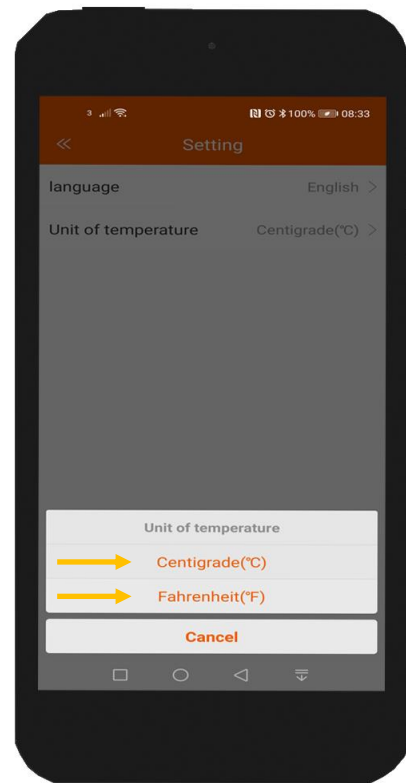 3 100% 08:33
Setting
language English
Unit of temperature Centigrade(℃)
Unit of temperature
Centigrade(℃)
Fahrenheit(℉)
Cancel